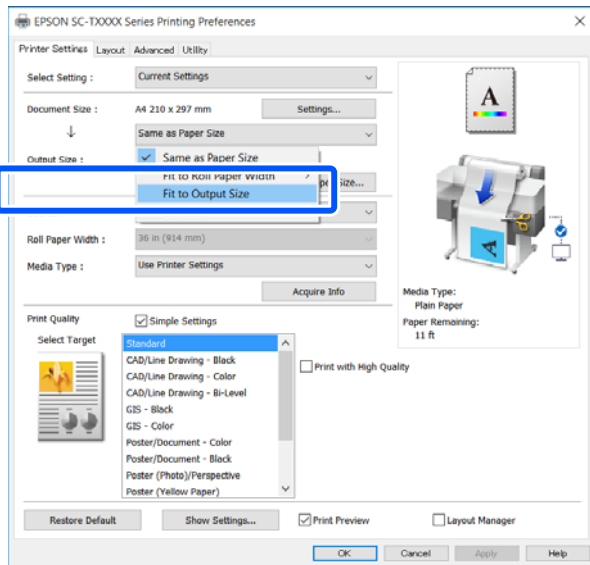 EPSON SC-TXXXX Series Printing Preferences
Printer Settings Layout Advanced Utility
Select Setting : Current Settings
Document Size : A4 210 x 297 mm Settings...
Same as Paper Size
Output Size : Same as Paper Size
Fit to Roll Paper Width
Size...
Fit to Output Size
Roll Paper Width : 36 in (914 mm)
Media Type : Use Printer Settings
Acquire Info
A
A
Media Type:
Plain Paper
Paper Remaining:
11 ft
Print Quality Simple Settings
Select Target
Standard
CAD/Line Drawing - Black
CAD/Line Drawing - Color
CAD/Line Drawing - Bi-Level
GIS - Black
GIS - Color
Poster/Document - Color
Poster/Document - Black
Poster (Photo)/Perspective
Poster (Yellow Paper)
Print with High Quality
Restore Default Show Settings... Print Preview Layout Manager
OK Cancel Apply Help